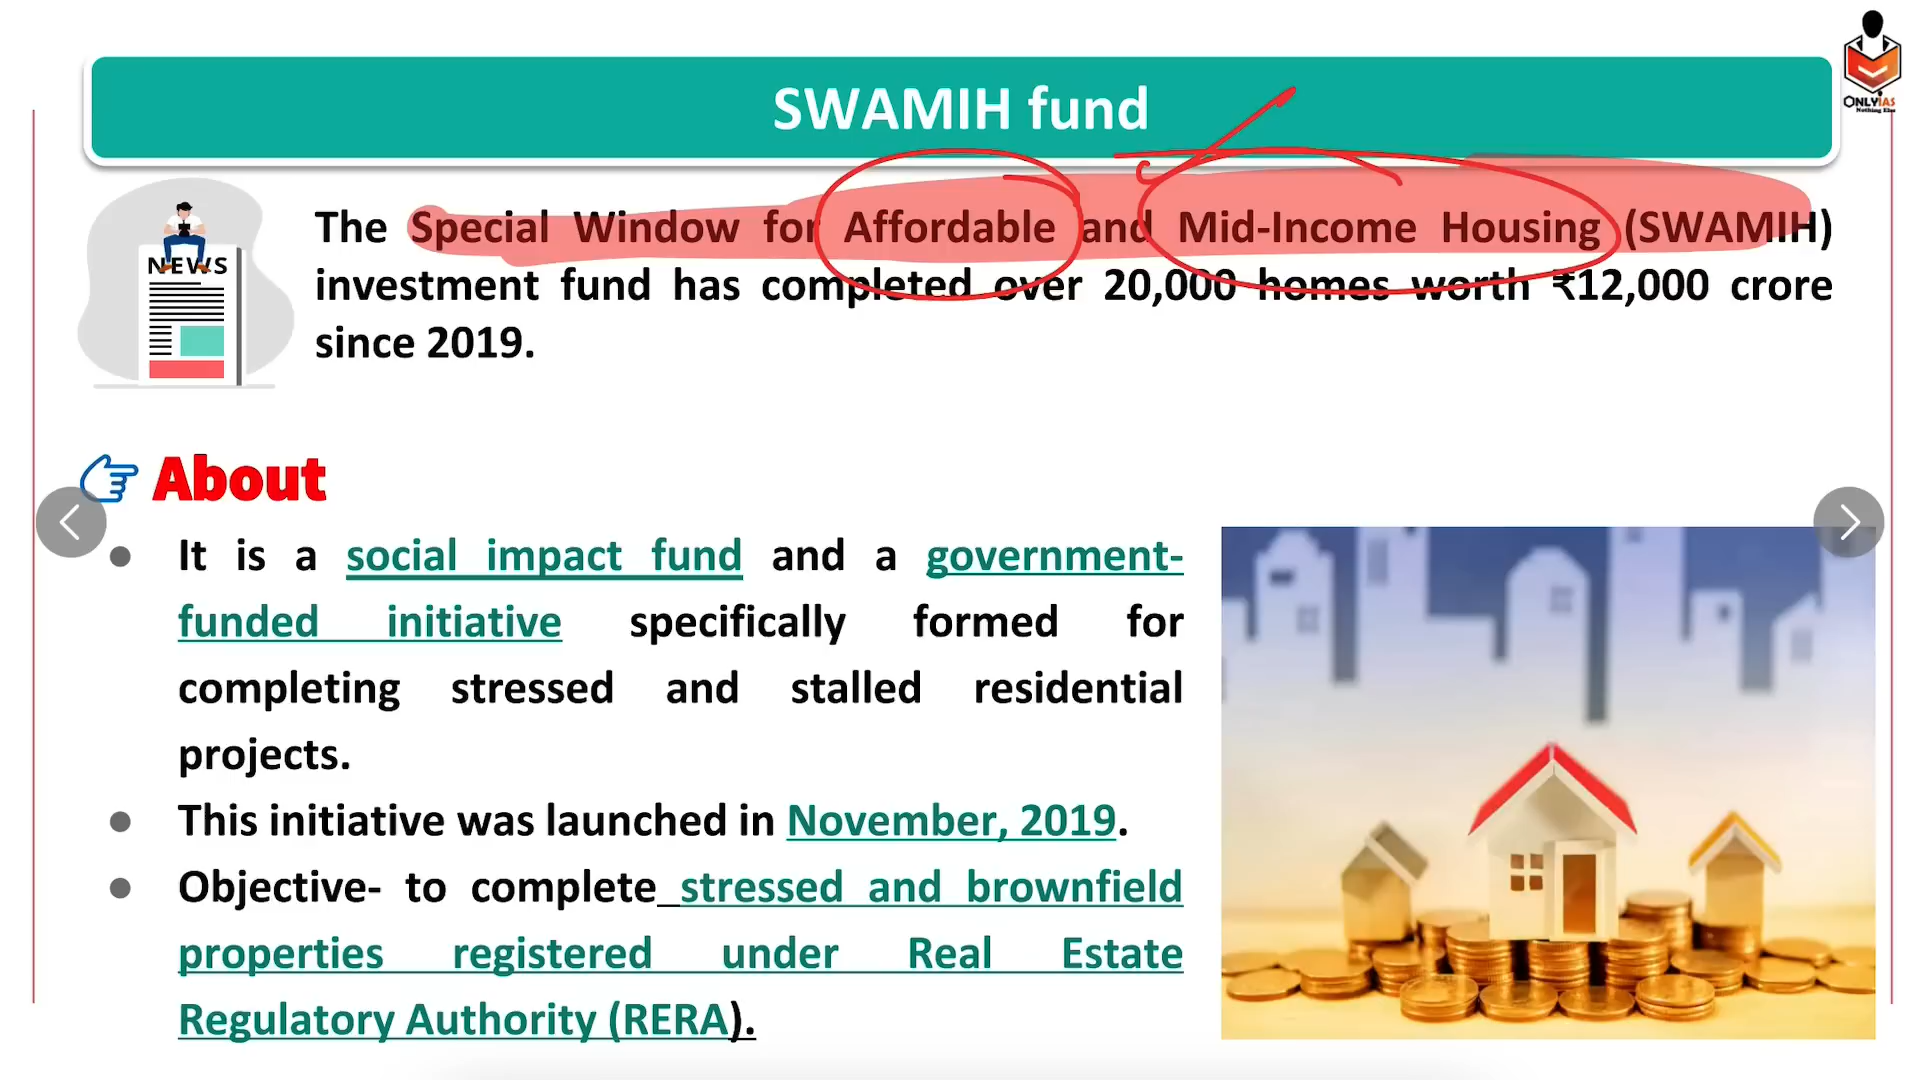 SWAMIH fund
ONLYIAS
Nothing Else
The Special Window for Affordable and Mid-Income Housing (SWAMIH)
investment fund has completed over 20,000 homes worth ₹12,000 crore
since 2019.
NEWS
About
It is a social impact fund and a government-
funded initiative specifically formed for
completing stressed and stalled residential
projects.
This initiative was launched in November, 2019.
Objective- to complete stressed and brownfield
properties registered under Real Estate
Regulatory Authority (RERA).